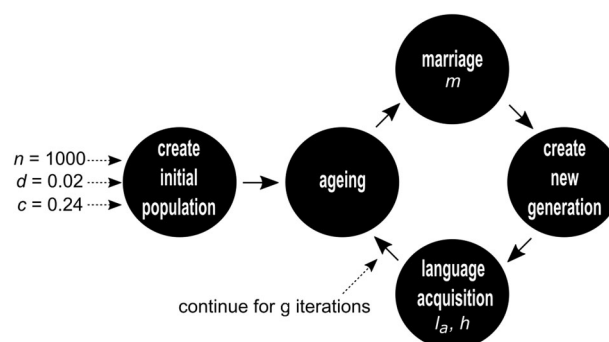 marriage
m
n = 1000
d = 0.02
c = 0.24
create
initial
population
ageing
create
new
generation
language
acquisition
lₐ, h
continue for g iterations